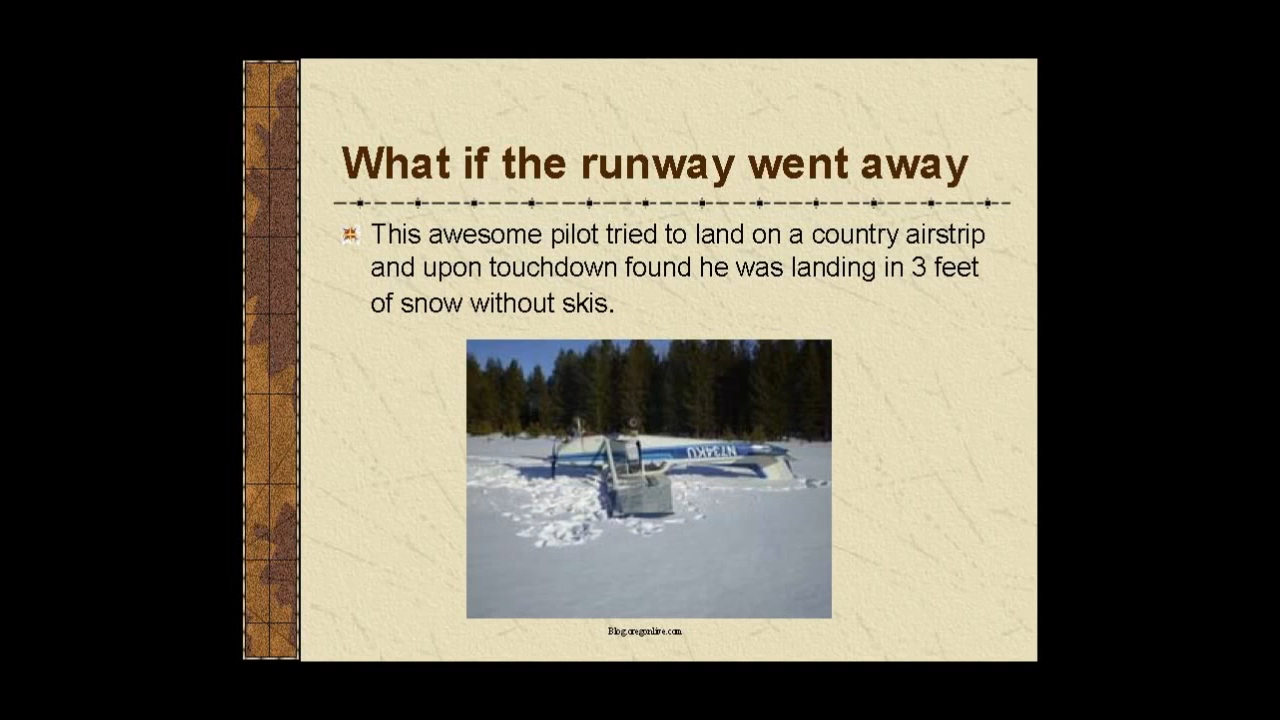 What if the runway went away
This awesome pilot tried to land on a country airstrip
and upon touchdown found he was landing in 3 feet
of snow without skis.
N734KU
Blog.oregonlive.com